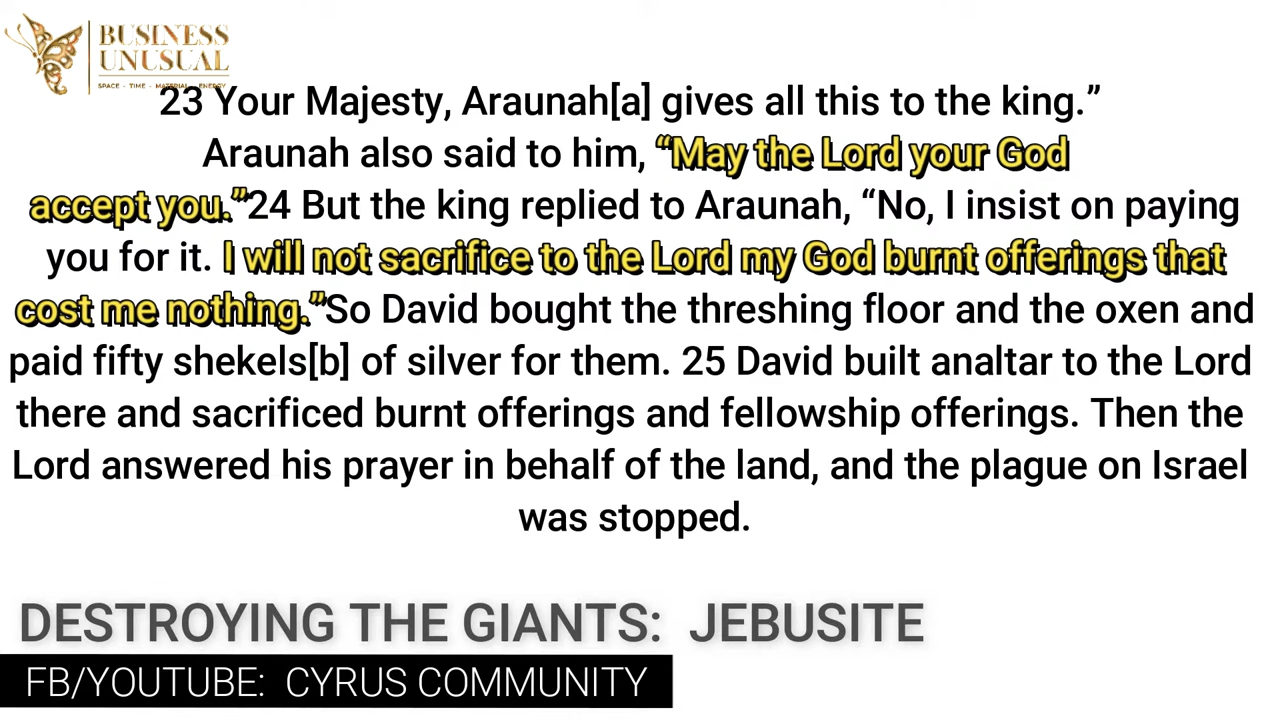 BUSINESS
UNUSUAL
SPACE - TIME - MATERIAL - ENERGY
23 Your Majesty, Araunah[a] gives all this to the king.”
Araunah also said to him, “May the Lord your God
accept you.”24 But the king replied to Araunah, “No, I insist on paying
you for it. I will not sacrifice to the Lord my God burnt offerings that
cost me nothing.”So David bought the threshing floor and the oxen and
paid fifty shekels[b] of silver for them. 25 David built analtar to the Lord
there and sacrificed burnt offerings and fellowship offerings. Then the
Lord answered his prayer in behalf of the land, and the plague on Israel
was stopped.
DESTROYING THE GIANTS: JEBUSITE
FB/YOUTUBE: CYRUS COMMUNITY